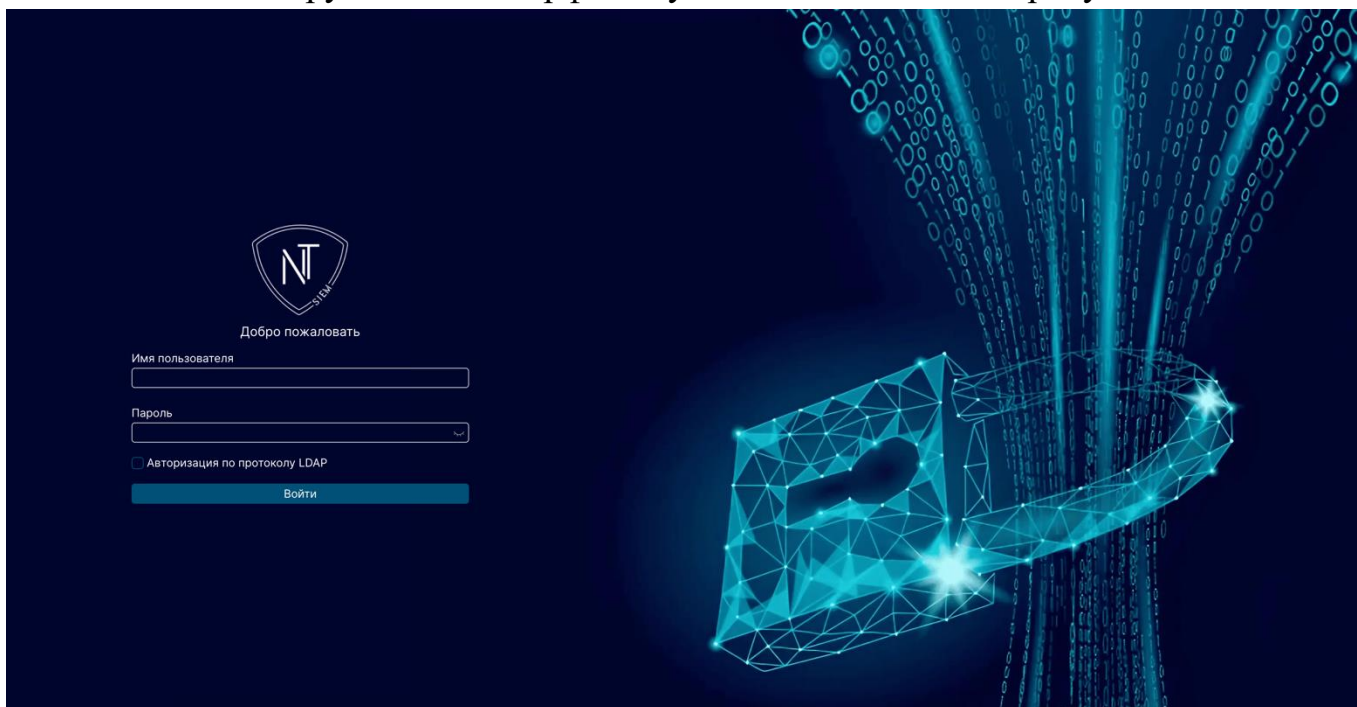 NT
SIEM
Добро пожаловать
Имя пользователя
Пароль
Авторизация по протоколу LDAP
Войти